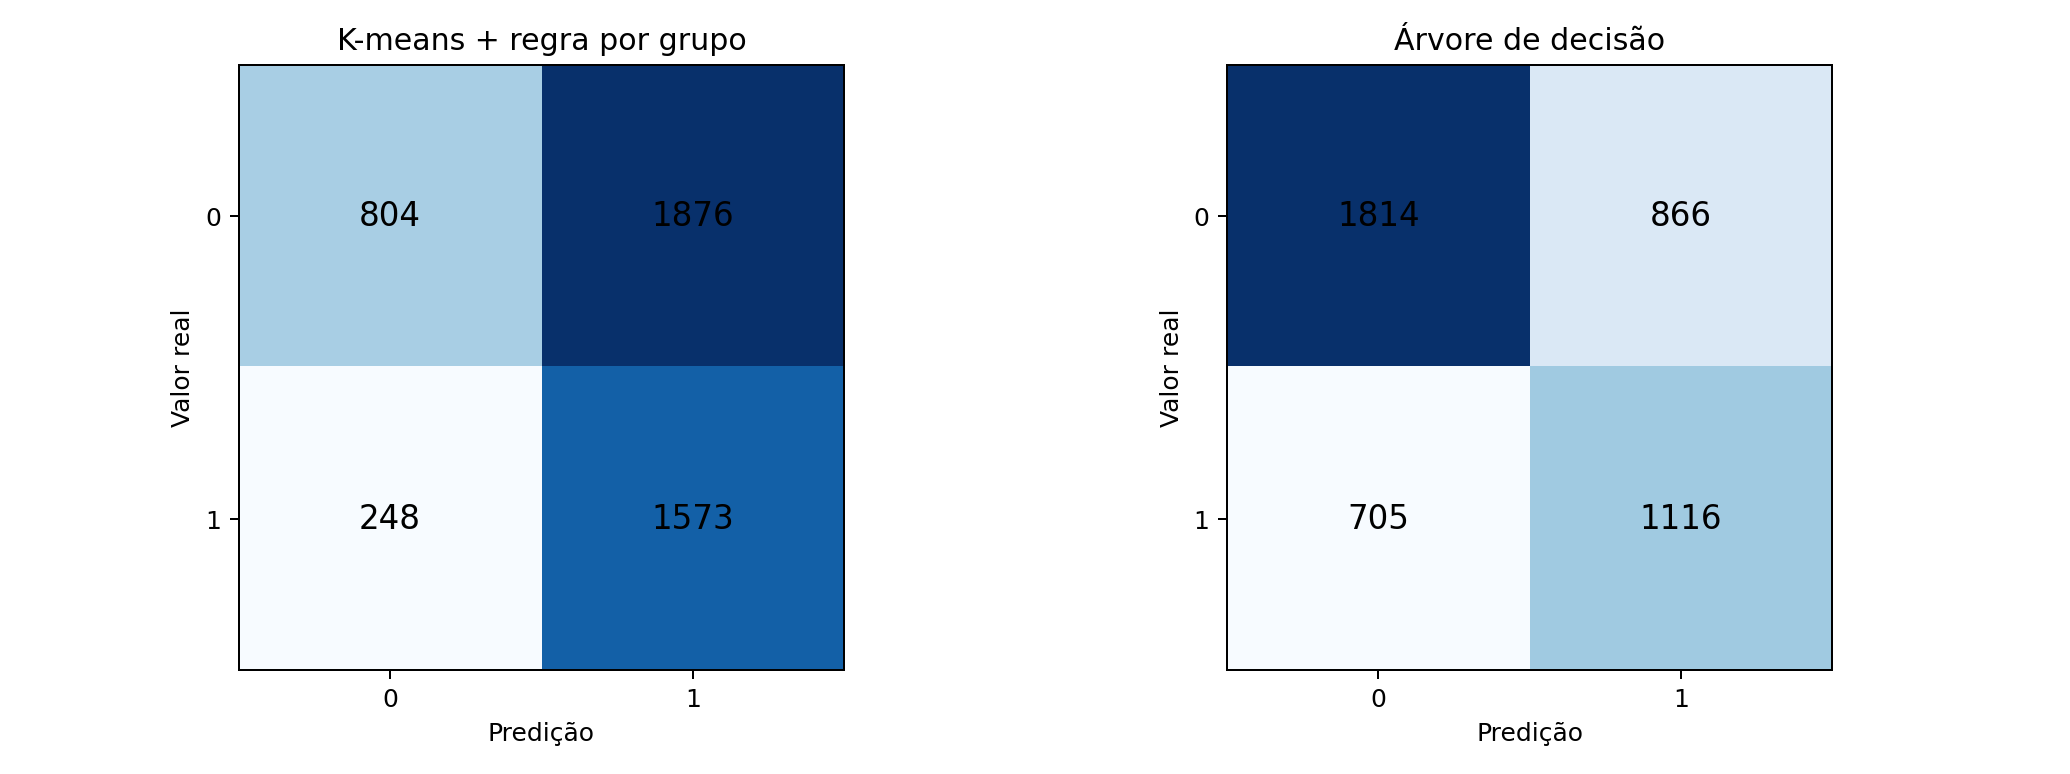 K-means + regra por grupo
804 1876
248 1573
0
1
Valor real
0 1
Predição
Árvore de decisão
1814 866
705 1116
0
1
Valor real
0 1
Predição